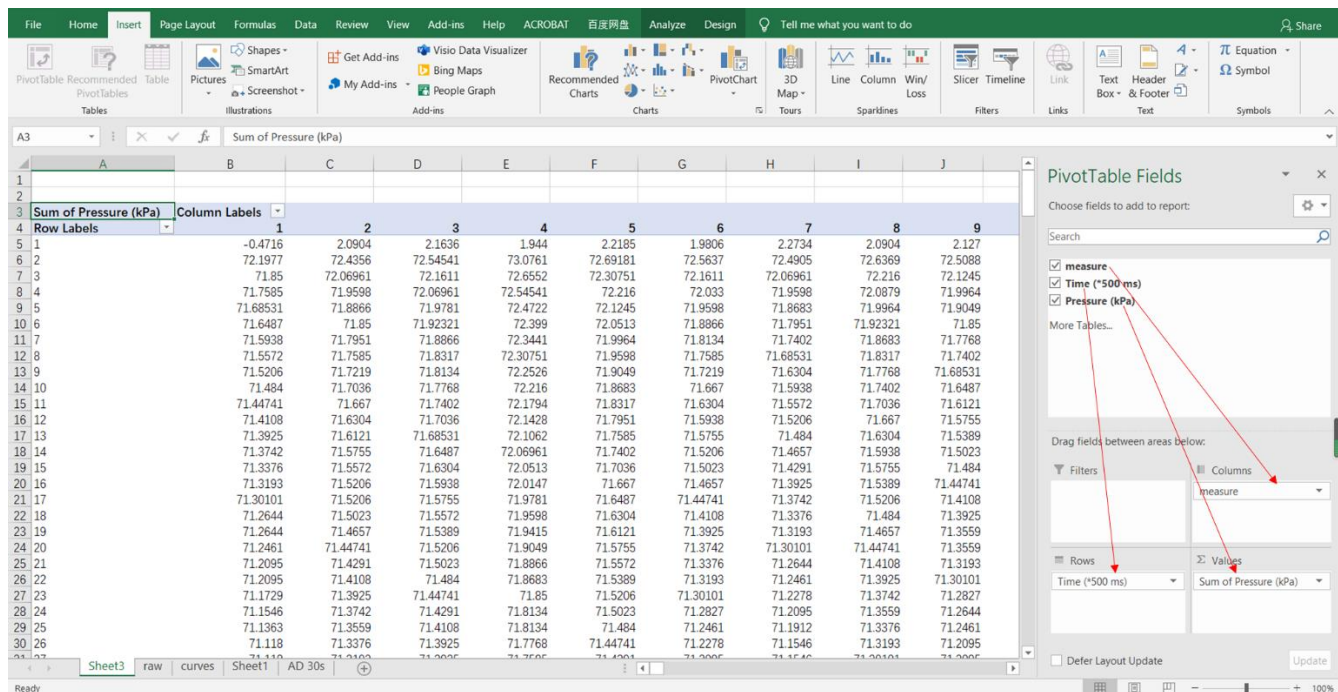 File Home Insert Page Layout Formulas Data Review View Add-ins Help ACROBAT 百度网盘 Analyze Design Tell me what you want to do Share
PivotTable Recommended PivotTables Table
Tables
Pictures Shapes SmartArt Screenshot
Illustrations
Get Add-ins My Add-ins Visio Data Visualizer Bing Maps People Graph
Add-ins
Recommended Charts PivotChart
Charts
3D Map
Tours
Line Column Win/Loss
Sparklines
Slicer Timeline
Filters
Link
Links
Text Box Header & Footer
Text
π Equation
Ω Symbol
Symbols
A3 fx Sum of Pressure (kPa)
A B C D E F G H I J
1
2
3 Sum of Pressure (kPa) Column Labels
4 Row Labels 1 2 3 4 5 6 7 8 9
5 1 -0.4716 2.0904 2.1636 1.944 2.2185 1.9806 2.2734 2.0904 2.127
6 2 72.1977 72.4356 72.54541 73.0761 72.69181 72.5637 72.4905 72.6369 72.5088
7 3 71.85 72.06961 72.1611 72.6552 72.30751 72.1611 72.06961 72.216 72.1245
8 4 71.7585 71.9598 72.06961 72.54541 72.216 72.033 71.9598 72.0879 71.9964
9 5 71.68531 71.8866 71.9781 72.4722 72.1245 71.9598 71.8683 71.9964 71.9049
10 6 71.6487 71.85 71.92321 72.399 72.0513 71.8866 71.7951 71.92321 71.85
11 7 71.5938 71.7951 71.8866 72.3441 71.9964 71.8134 71.7402 71.8683 71.7768
12 8 71.5572 71.7585 71.8317 72.30751 71.9598 71.7585 71.68531 71.8317 71.7402
13 9 71.5206 71.7219 71.8134 72.2526 71.9049 71.7219 71.6304 71.7768 71.68531
14 10 71.484 71.7036 71.7768 72.216 71.8683 71.667 71.5938 71.7402 71.6487
15 11 71.44741 71.667 71.7402 72.1794 71.8317 71.6304 71.5572 71.7036 71.6121
16 12 71.4108 71.6304 71.7036 72.1428 71.7951 71.5938 71.5206 71.667 71.5755
17 13 71.3925 71.6121 71.68531 72.1062 71.7585 71.5755 71.484 71.6304 71.5389
18 14 71.3742 71.5755 71.6487 72.06961 71.7402 71.5206 71.4657 71.5938 71.5023
19 15 71.3376 71.5572 71.6304 72.0513 71.7036 71.5023 71.4291 71.5755 71.484
20 16 71.3193 71.5206 71.5938 72.0147 71.667 71.4657 71.3925 71.5389 71.44741
21 17 71.30101 71.5206 71.5755 71.9781 71.6487 71.44741 71.3742 71.5206 71.4108
22 18 71.2644 71.5023 71.5572 71.9598 71.6304 71.4108 71.3376 71.484 71.3925
23 19 71.2644 71.4657 71.5389 71.9415 71.6121 71.3925 71.3193 71.4657 71.3559
24 20 71.2461 71.44741 71.5206 71.9049 71.5755 71.3742 71.30101 71.44741 71.3559
25 21 71.2095 71.4291 71.5023 71.8866 71.5572 71.3376 71.2644 71.4108 71.3193
26 22 71.2095 71.4108 71.484 71.8683 71.5389 71.3193 71.2461 71.3925 71.30101
27 23 71.1729 71.3925 71.44741 71.85 71.5206 71.30101 71.2278 71.3742 71.2827
28 24 71.1546 71.3742 71.4291 71.8134 71.5023 71.2827 71.2095 71.3559 71.2644
29 25 71.1363 71.3559 71.4108 71.8134 71.484 71.2461 71.1912 71.3376 71.2461
30 26 71.118 71.3376 71.3925 71.7768 71.44741 71.2278 71.1546 71.3193 71.2095
Sheet3 raw curves Sheet1 AD 30s
Ready
PivotTable Fields
Choose fields to add to report:
Search
measure
Time (*500 ms)
Pressure (kPa)
More Tables...
Drag fields between areas below:
Filters Columns
measure
Rows Σ Values
Time (*500 ms) Sum of Pressure (kPa)
Defer Layout Update Update
100%